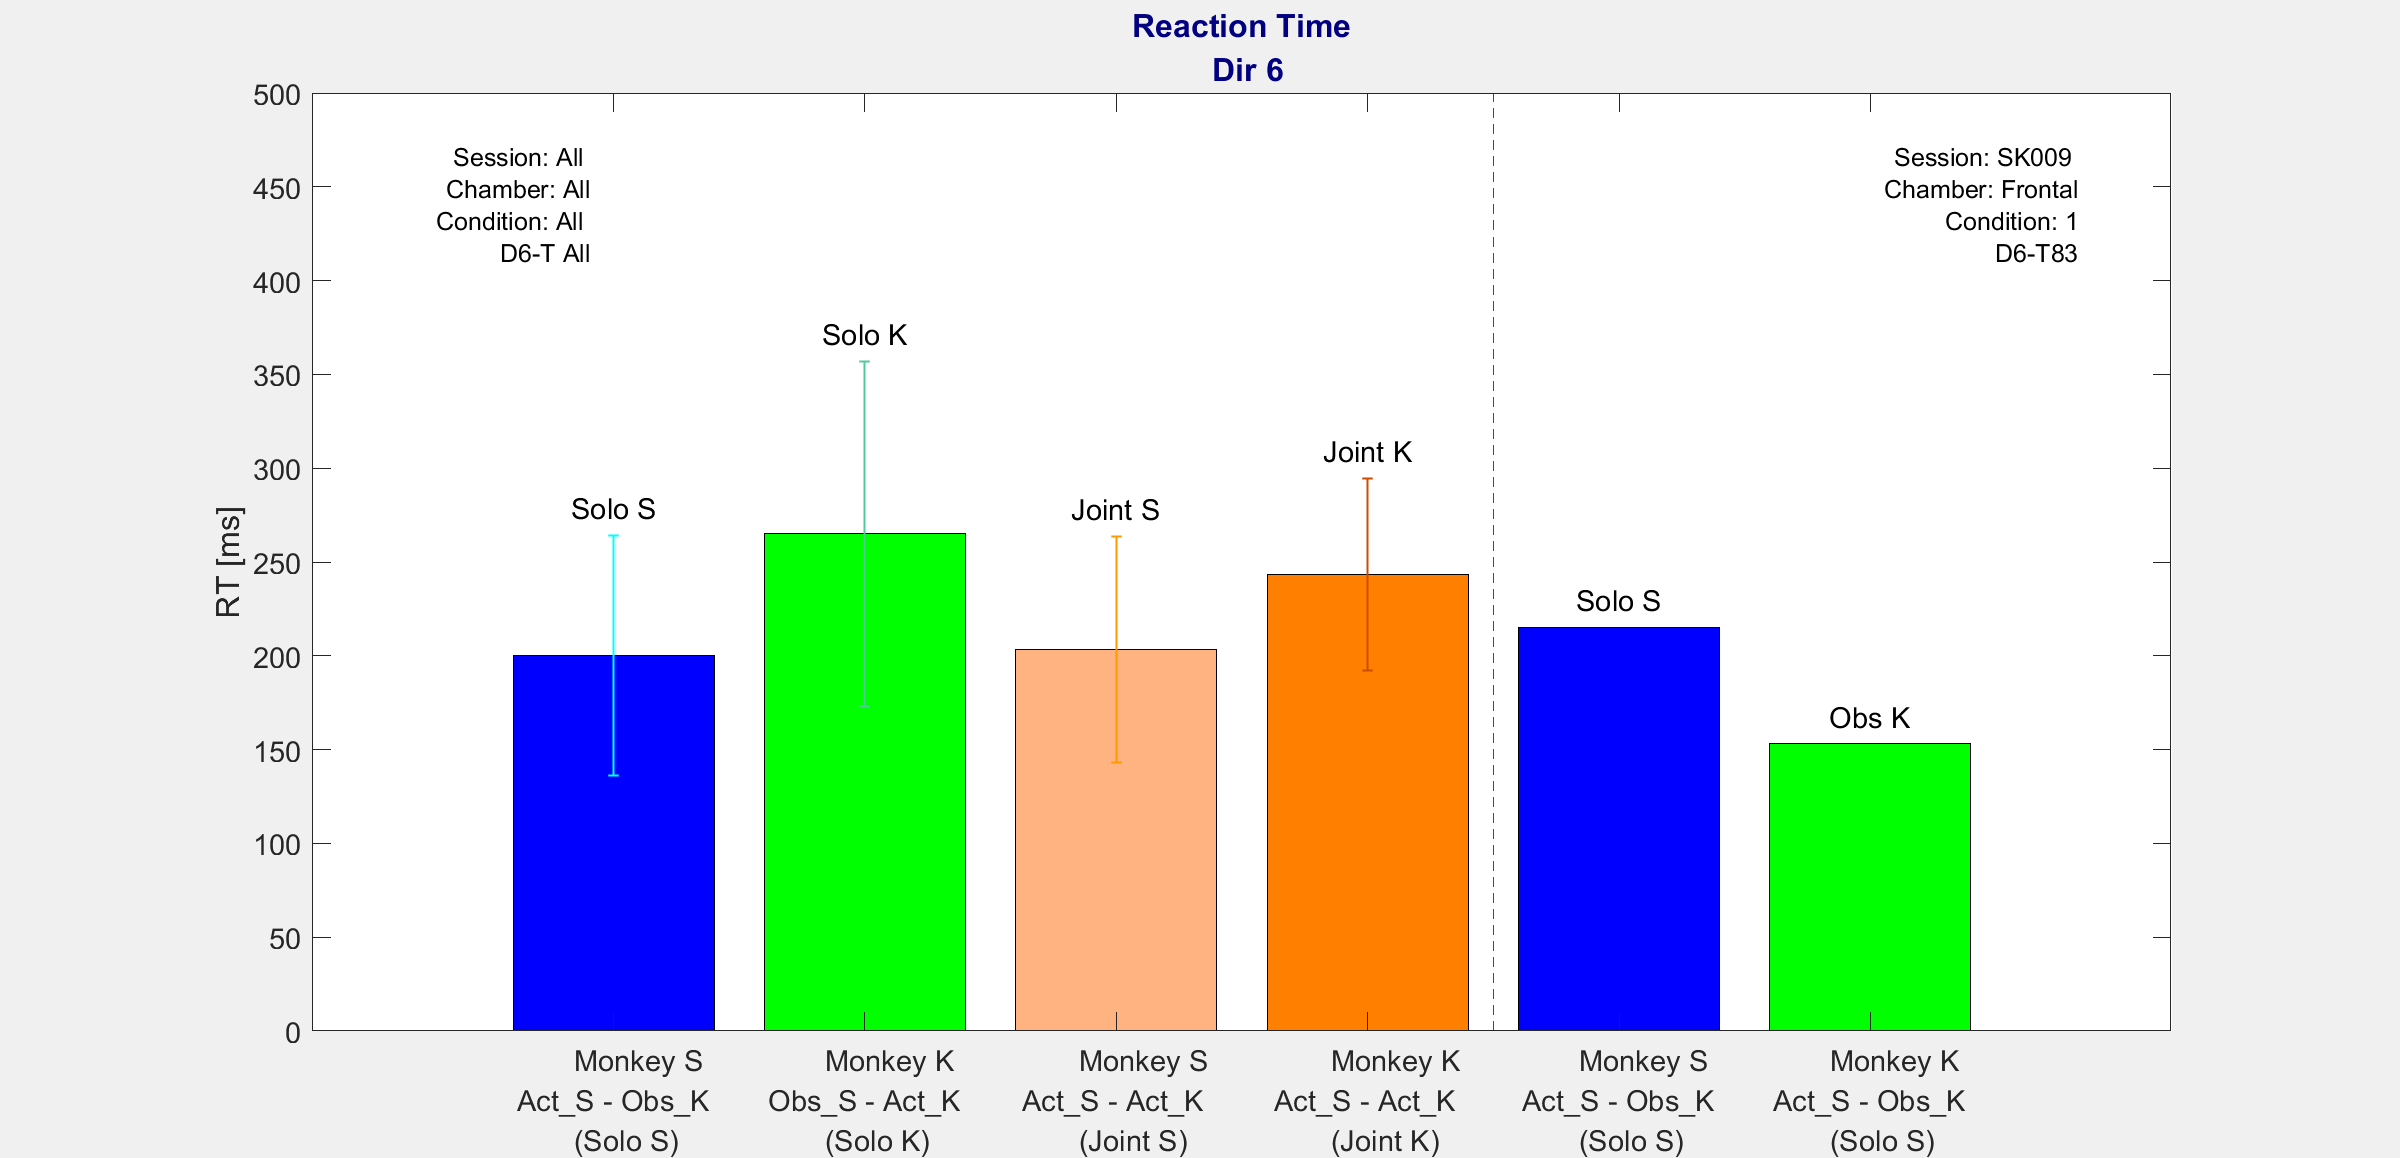 Reaction Time
Dir 6
500
450
400
350
300
250
200
150
100
50
0
RT [ms]
Session: All
Chamber: All
Condition: All
D6-T All
Session: SK009
Chamber: Frontal
Condition: 1
D6-T83
Solo S
Solo K
Joint S
Joint K
Solo S
Obs K
Monkey S
Act_S - Obs_K
(Solo S)
Monkey K
Obs_S - Act_K
(Solo K)
Monkey S
Act_S - Act_K
(Joint S)
Monkey K
Act_S - Act_K
(Joint K)
Monkey S
Act_S - Obs_K
(Solo S)
Monkey K
Act_S - Obs_K
(Solo S)